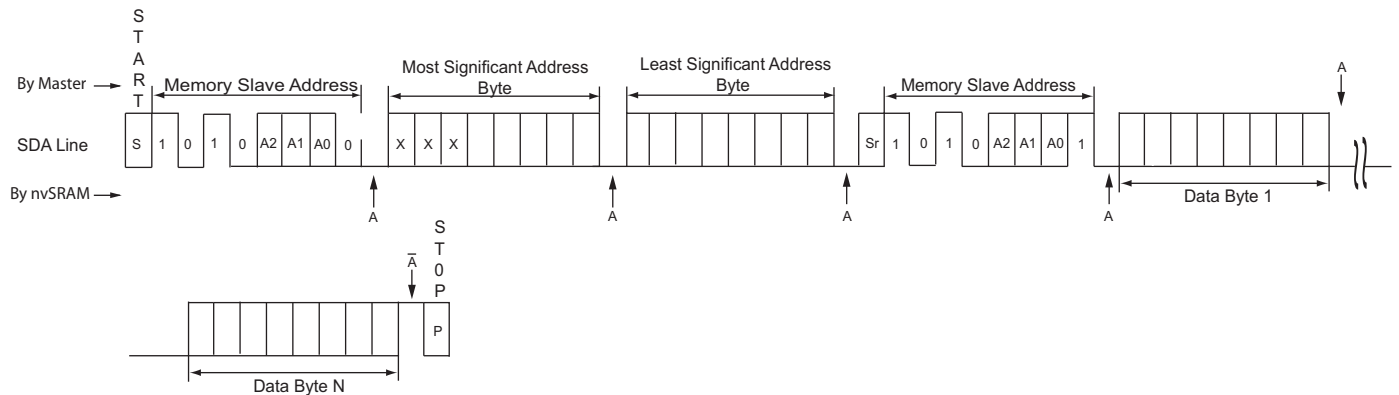 START
By Master
Memory Slave Address
Most Significant Address Byte
Least Significant Address Byte
Memory Slave Address
A
SDA Line
S 1 0 1 0 A2 A1 A0 0
X X X
Sr 1 0 1 0 A2 A1 A0 1
By nvSRAM
A
A
A
A
Data Byte 1
ST0P
A̅
P
Data Byte N